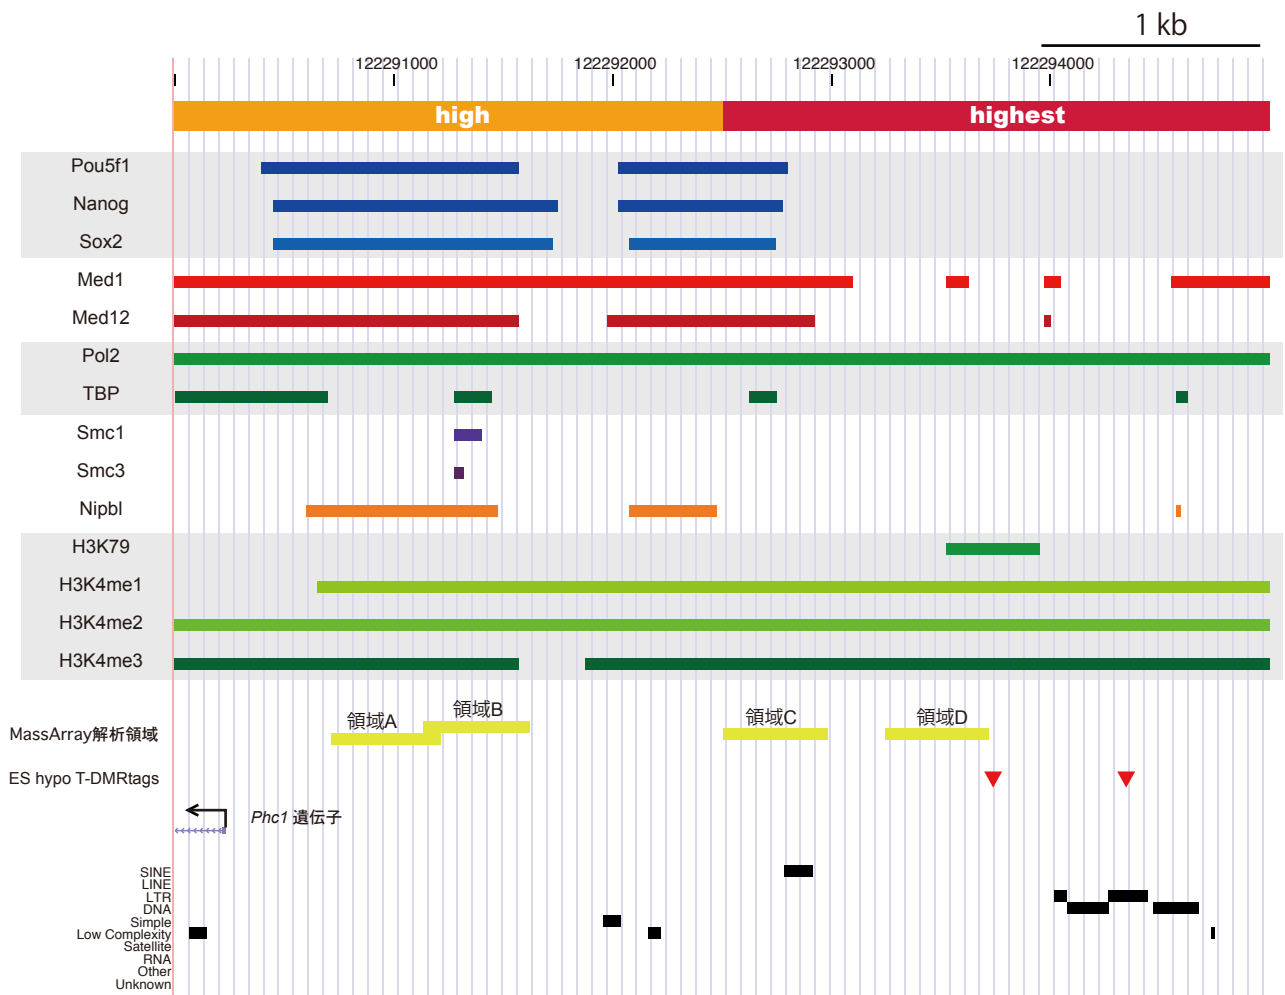 1 kb
122291000 122292000 122293000 122294000
high highest
Pou5f1
Nanog
Sox2
Med1
Med12
Pol2
TBP
Smc1
Smc3
Nipbl
H3K79
H3K4me1
H3K4me2
H3K4me3
領域A 領域B 領域C 領域D
MassArray解析領域
ES hypo T-DMRtags
Phc1 遺伝子
SINE
LINE
LTR
DNA
Simple
Low Complexity
Satellite
RNA
Other
Unknown